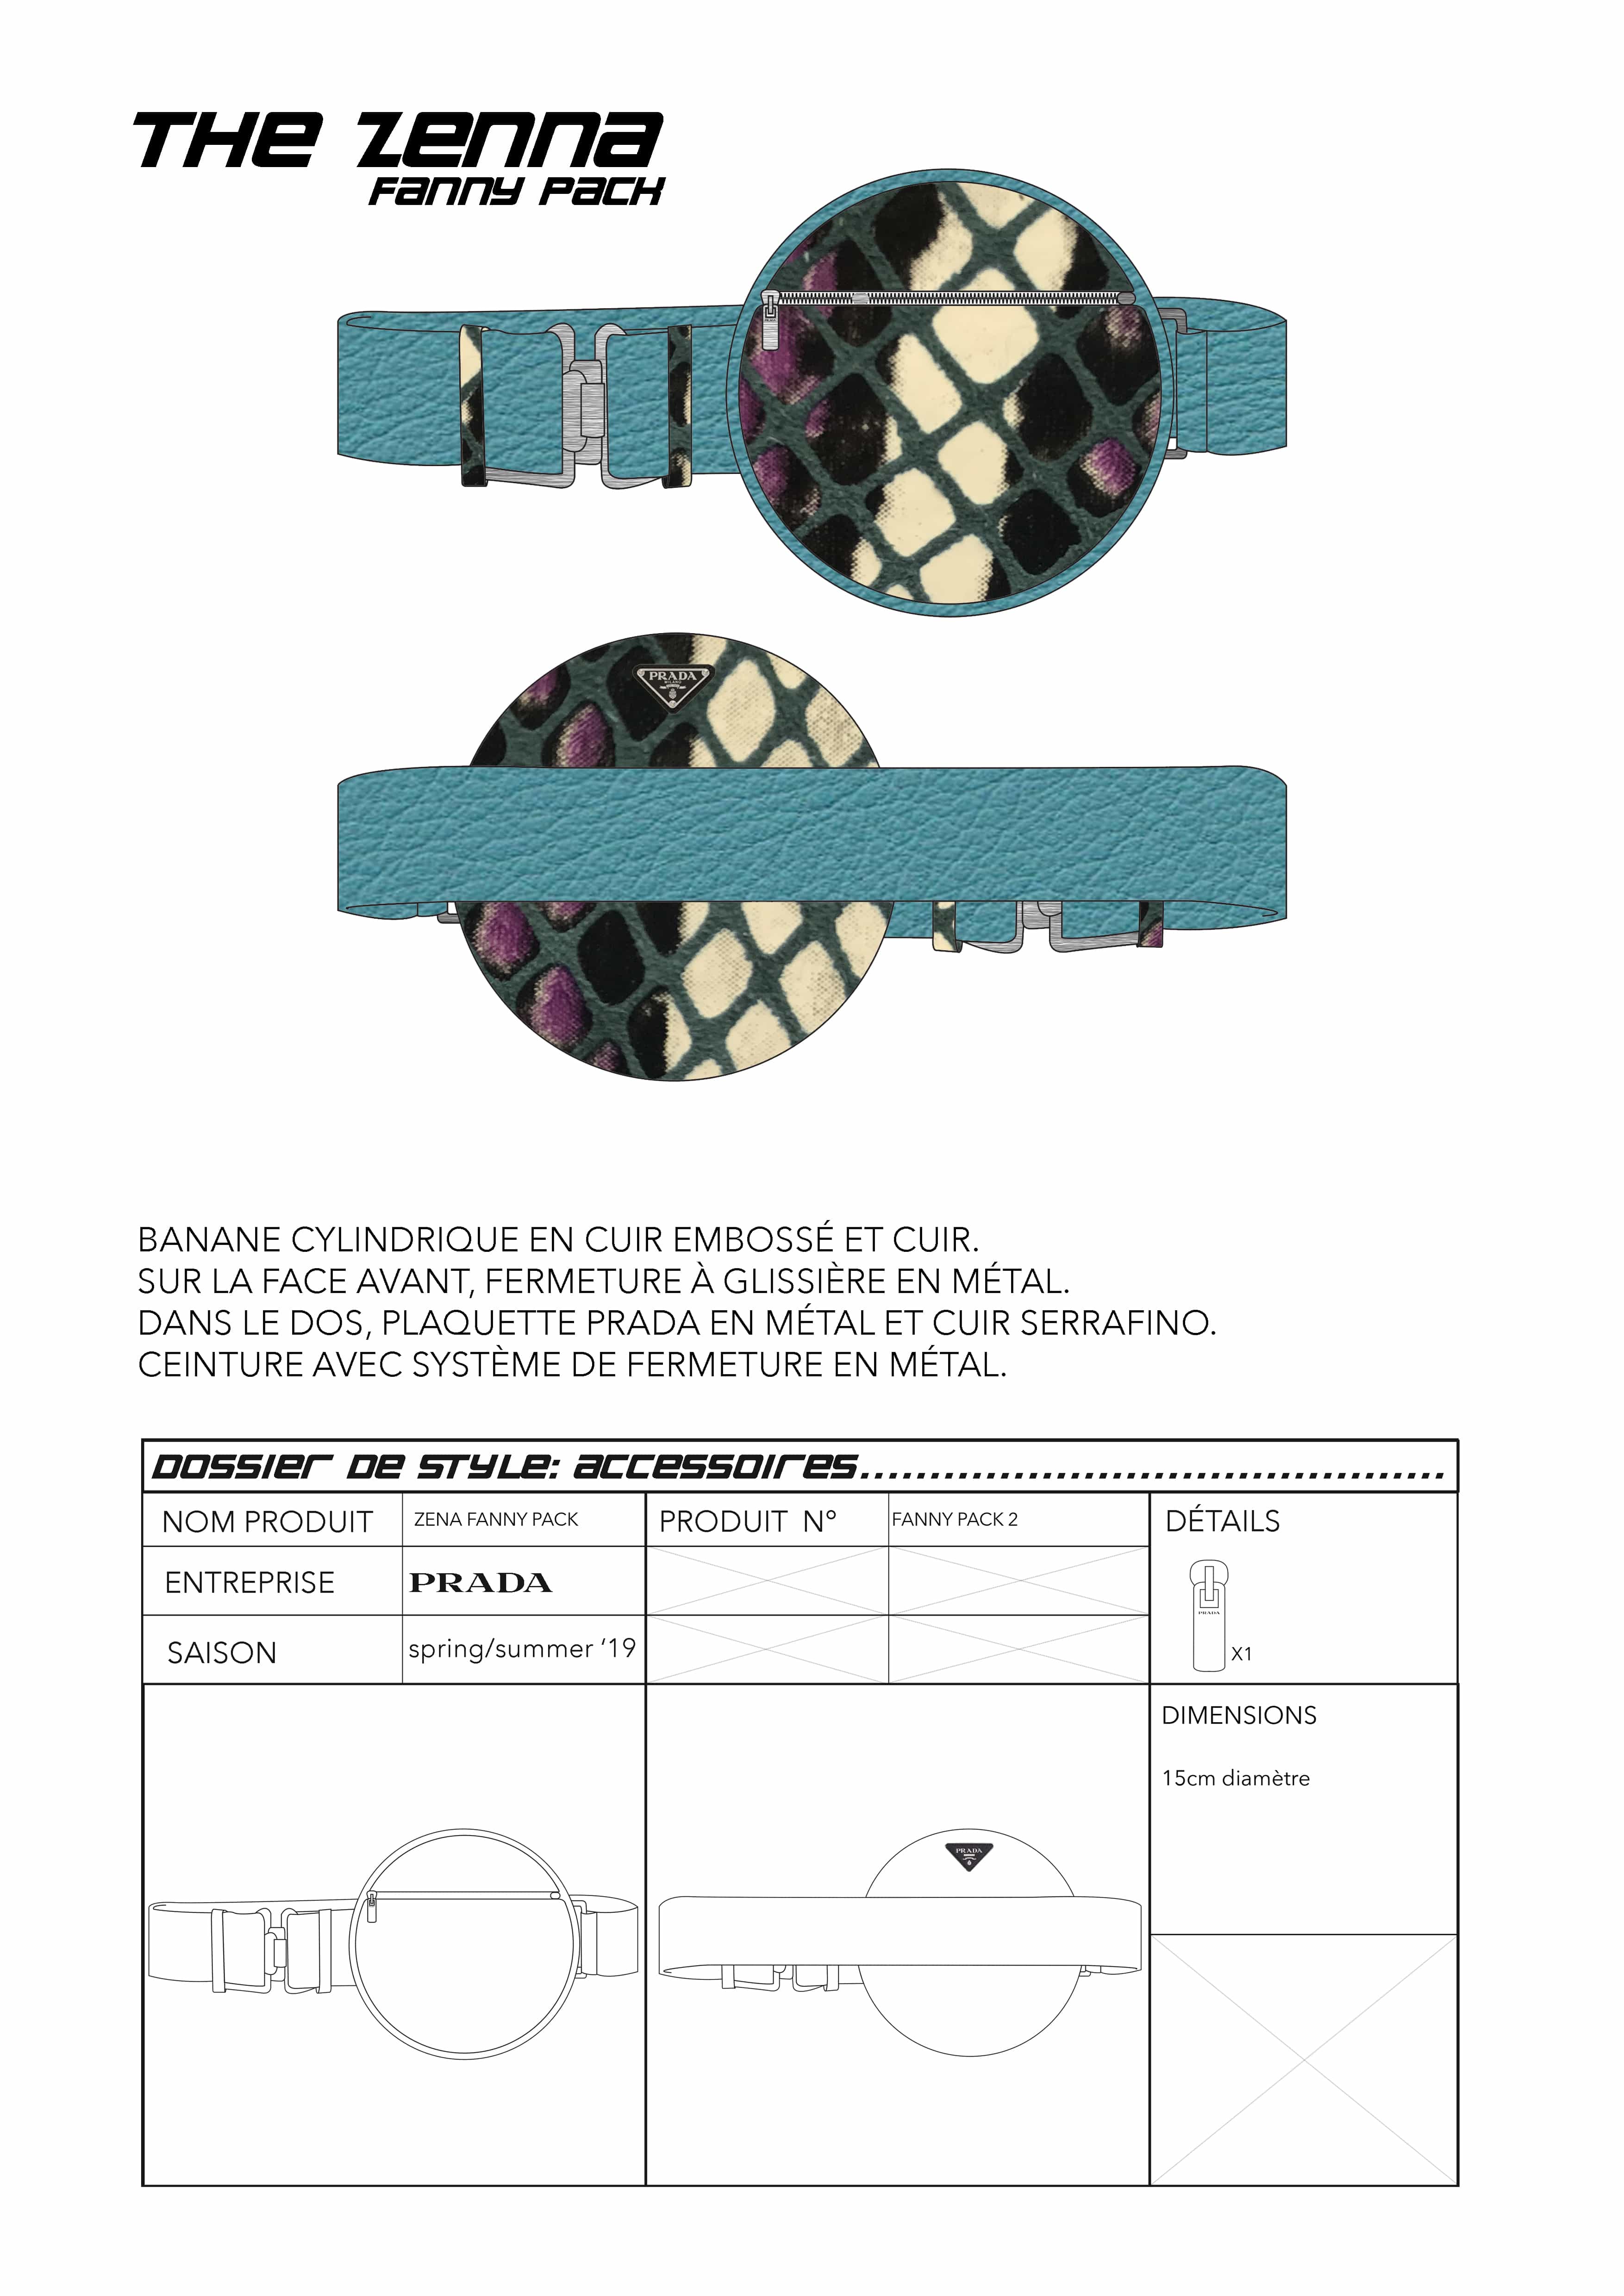 THE ZENNA
FANNY PACK
PRADA
MILANO
BANANE CYLINDRIQUE EN CUIR EMBOSSÉ ET CUIR.
SUR LA FACE AVANT, FERMETURE À GLISSIÈRE EN MÉTAL.
DANS LE DOS, PLAQUETTE PRADA EN MÉTAL ET CUIR SERRAFINO.
CEINTURE AVEC SYSTÈME DE FERMETURE EN MÉTAL.
DOSSIER DE STYLE: ACCESSOIRES..........................................
NOM PRODUIT ZENA FANNY PACK PRODUIT N° FANNY PACK 2 DÉTAILS
ENTREPRISE PRADA
PRADA
SAISON spring/summer ‘19 X1
DIMENSIONS
15cm diamètre
PRADA